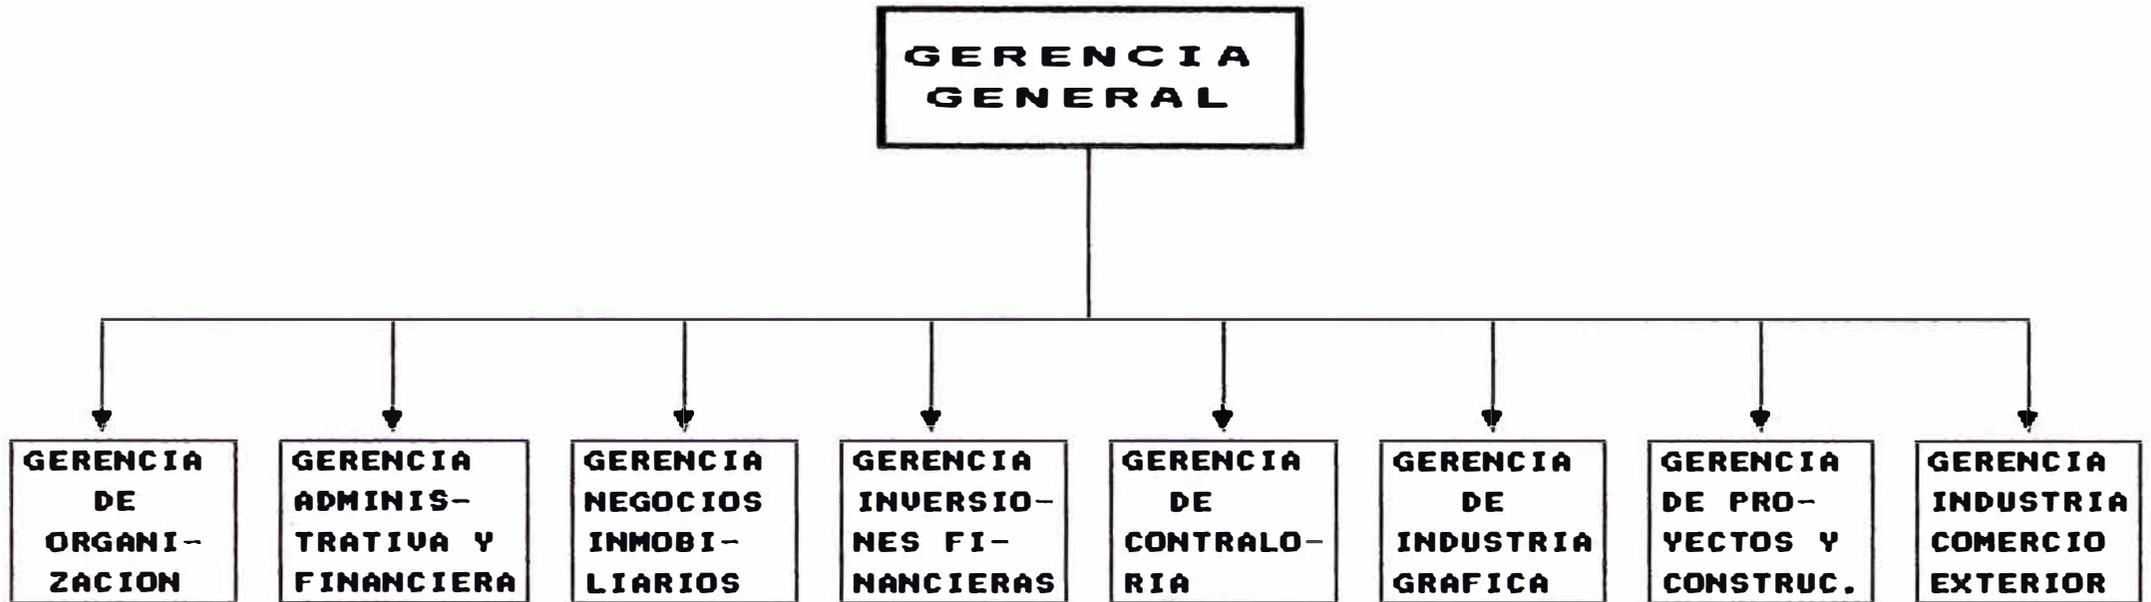 GERENCIA
GENERAL
GERENCIA
DE
ORGANI-
ZACION
GERENCIA
ADMINIS-
TRATIVA Y
FINANCIERA
GERENCIA
NEGOCIOS
INMOBI-
LIARIOS
GERENCIA
INVERSIO-
NES FI-
NANCIERAS
GERENCIA
DE
CONTRALO-
RIA
GERENCIA
DE
INDUSTRIA
GRAFICA
GERENCIA
DE PRO-
YECTOS Y
CONSTRUC.
GERENCIA
INDUSTRIA
COMERCIO
EXTERIOR